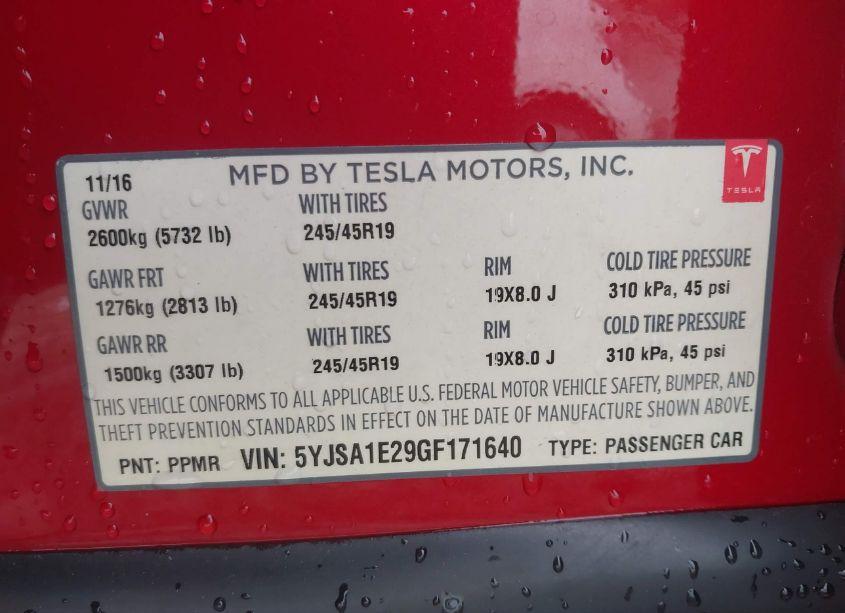 11/16 MFD BY TESLA MOTORS, INC.
TESLA
GVWR WITH TIRES
2600kg (5732 lb) 245/45R19
GAWR FRT WITH TIRES RIM COLD TIRE PRESSURE
1276kg (2813 lb) 245/45R19 19X8.0 J 310 kPa, 45 psi
GAWR RR WITH TIRES RIM COLD TIRE PRESSURE
1500kg (3307 lb) 245/45R19 19X8.0 J 310 kPa, 45 psi
THIS VEHICLE CONFORMS TO ALL APPLICABLE U.S. FEDERAL MOTOR VEHICLE SAFETY, BUMPER, AND
THEFT PREVENTION STANDARDS IN EFFECT ON THE DATE OF MANUFACTURE SHOWN ABOVE.
PNT: PPMR VIN: 5YJSA1E29GF171640 TYPE: PASSENGER CAR